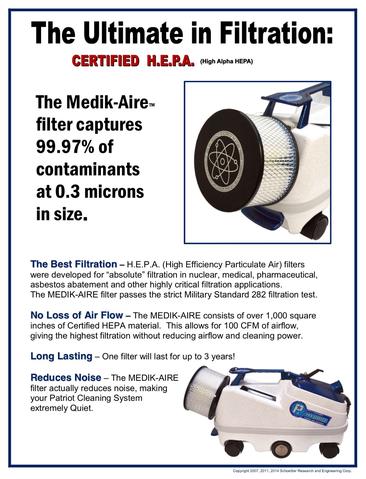 The Ultimate in Filtration:
CERTIFIED H.E.P.A. (High Alpha HEPA)
The Medik-Aire™
filter captures
99.97% of
contaminants
at 0.3 microns
in size.
The Best Filtration – H.E.P.A. (High Efficiency Particulate Air) filters
were developed for “absolute” filtration in nuclear, medical, pharmaceutical,
asbestos abatement and other highly critical filtration applications.
The MEDIK-AIRE filter passes the strict Military Standard 282 filtration test.
No Loss of Air Flow – The MEDIK-AIRE consists of over 1,000 square
inches of Certified HEPA material. This allows for 100 CFM of airflow,
giving the highest filtration without reducing airflow and cleaning power.
Long Lasting – One filter will last for up to 3 years!
Reduces Noise – The MEDIK-AIRE
filter actually reduces noise, making
your Patriot Cleaning System
extremely Quiet.
Copyright 2007, 2011, 2014 Schoettler Research and Engineering Corp.